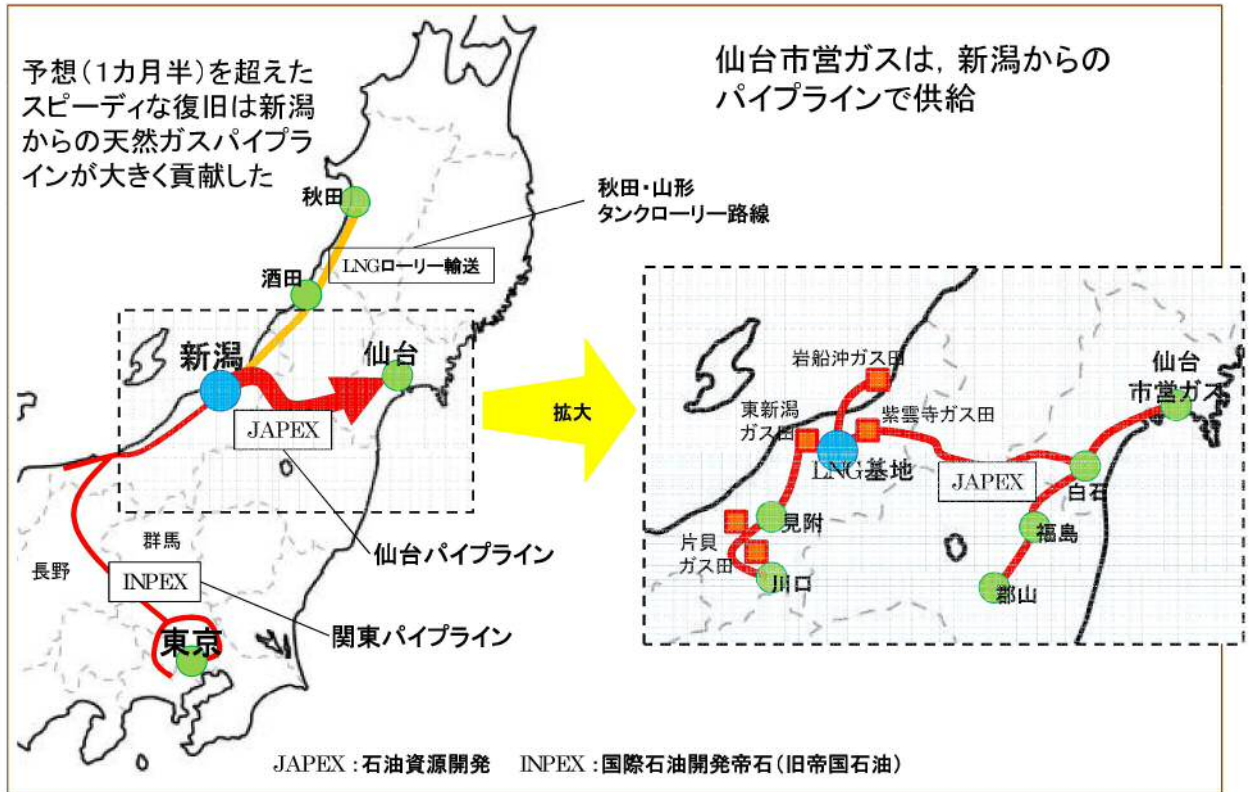 予想(1カ月半)を超えた
スピーディな復旧は新潟
からの天然ガスパイプラ
インが大きく貢献した
仙台市営ガスは,新潟からの
パイプラインで供給
秋田
秋田・山形
タンクローリー路線
LNGローリー輸送
酒田
新潟
仙台
JAPEX
拡大
岩船沖ガス田
仙台
市営ガス
東新潟
ガス田
紫雲寺ガス田
LNG基地
JAPEX
白石
見附
福島
片貝
ガス田
川口
郡山
群馬
長野
仙台パイプライン
INPEX
関東パイプライン
東京
JAPEX:石油資源開発 INPEX:国際石油開発帝石(旧帝国石油)